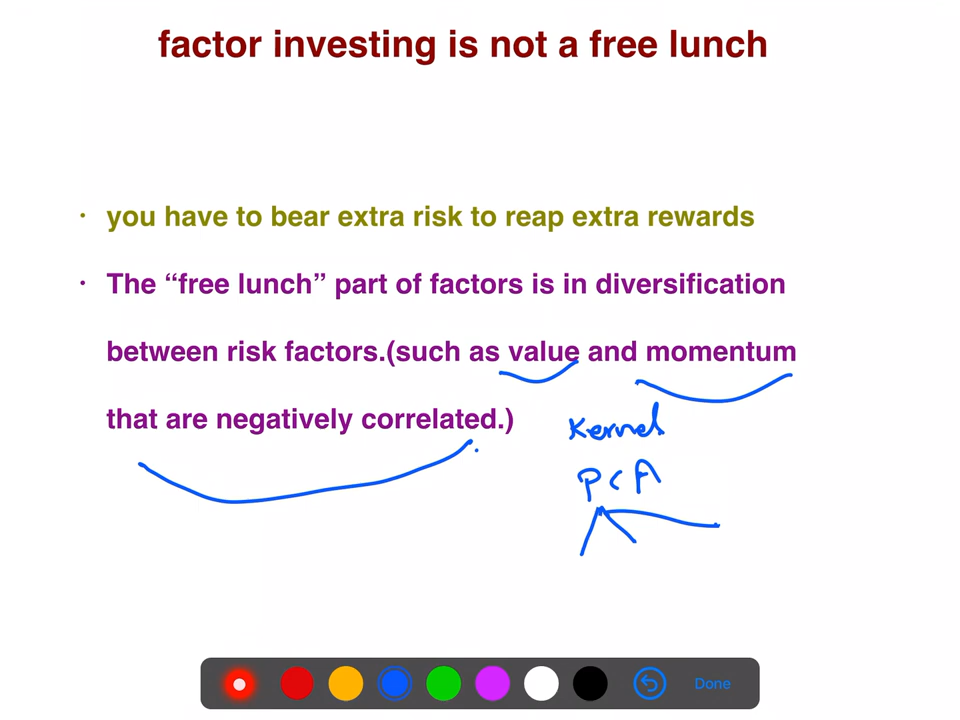 factor investing is not a free lunch
· you have to bear extra risk to reap extra rewards
· The “free lunch” part of factors is in diversification
between risk factors.(such as value and momentum
that are negatively correlated.)
Kernel
PCA
Done